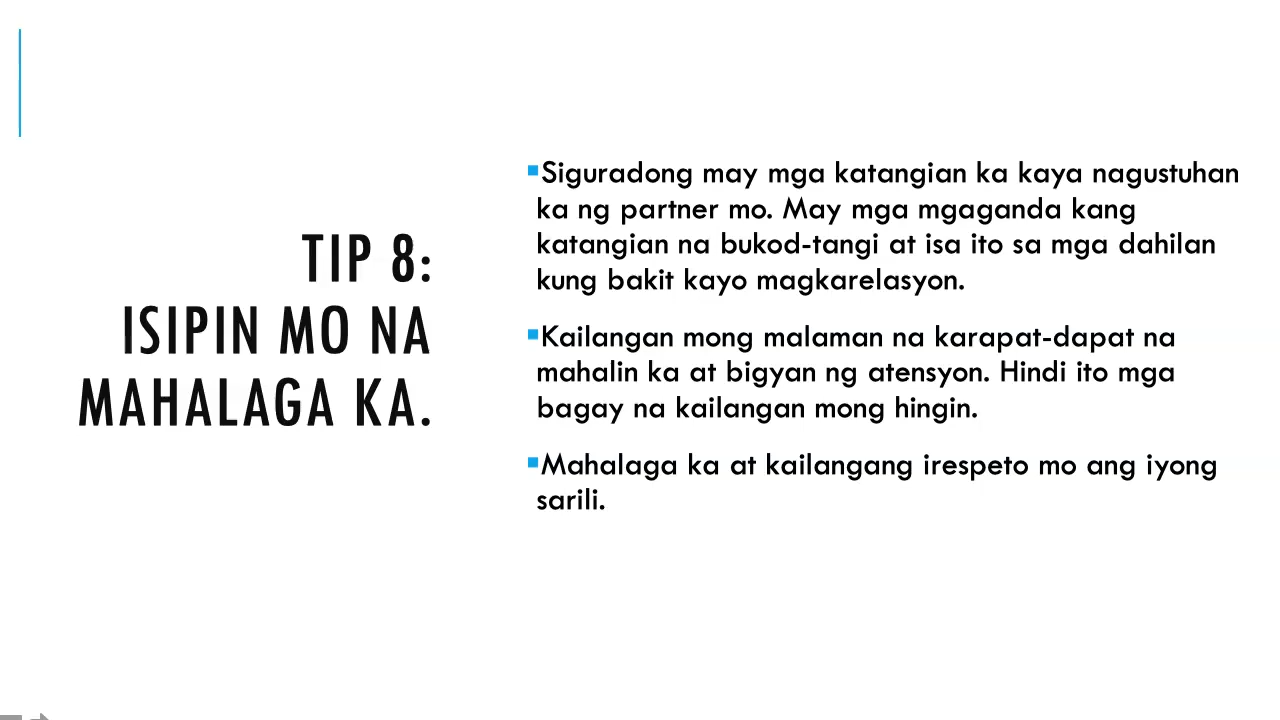 TIP 8:
ISIPIN MO NA
MAHALAGA KA.
Siguradong may mga katangian ka kaya nagustuhan
ka ng partner mo. May mga mgaganda kang
katangian na bukod-tangi at isa ito sa mga dahilan
kung bakit kayo magkarelasyon.
Kailangan mong malaman na karapat-dapat na
mahalin ka at bigyan ng atensyon. Hindi ito mga
bagay na kailangan mong hingin.
Mahalaga ka at kailangang irespeto mo ang iyong
sarili.